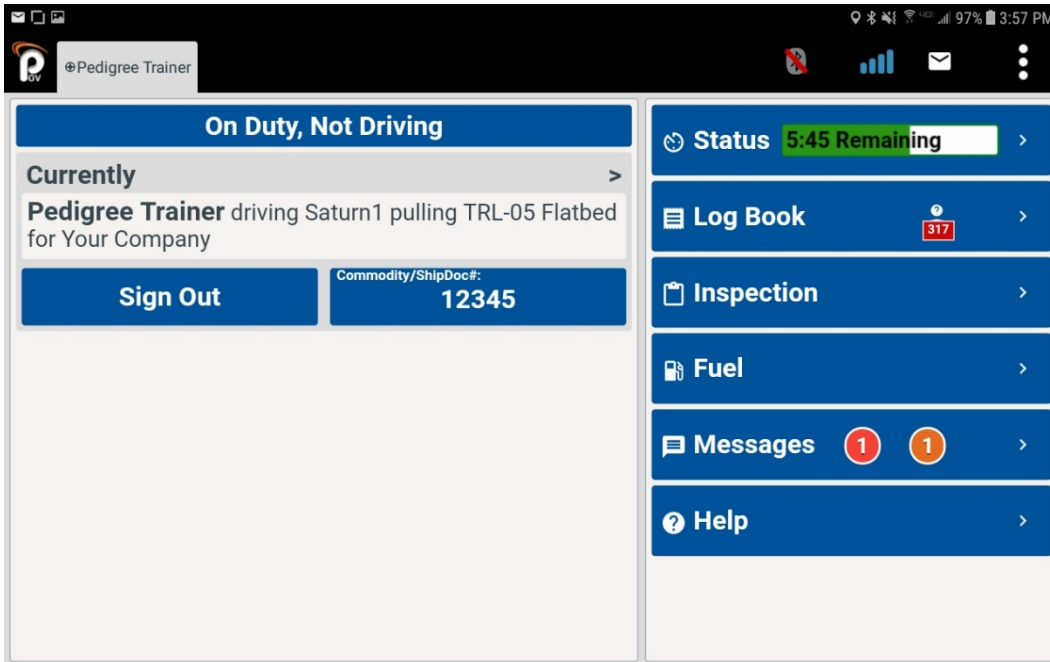 97% 3:57 PM
POV
Pedigree Trainer
On Duty, Not Driving
Currently >
Pedigree Trainer driving Saturn1 pulling TRL-05 Flatbed
for Your Company
Sign Out
Commodity/ShipDoc#:
12345
Status 5:45 Remaining
Log Book ? 317
Inspection
Fuel
Messages 1 1
? Help